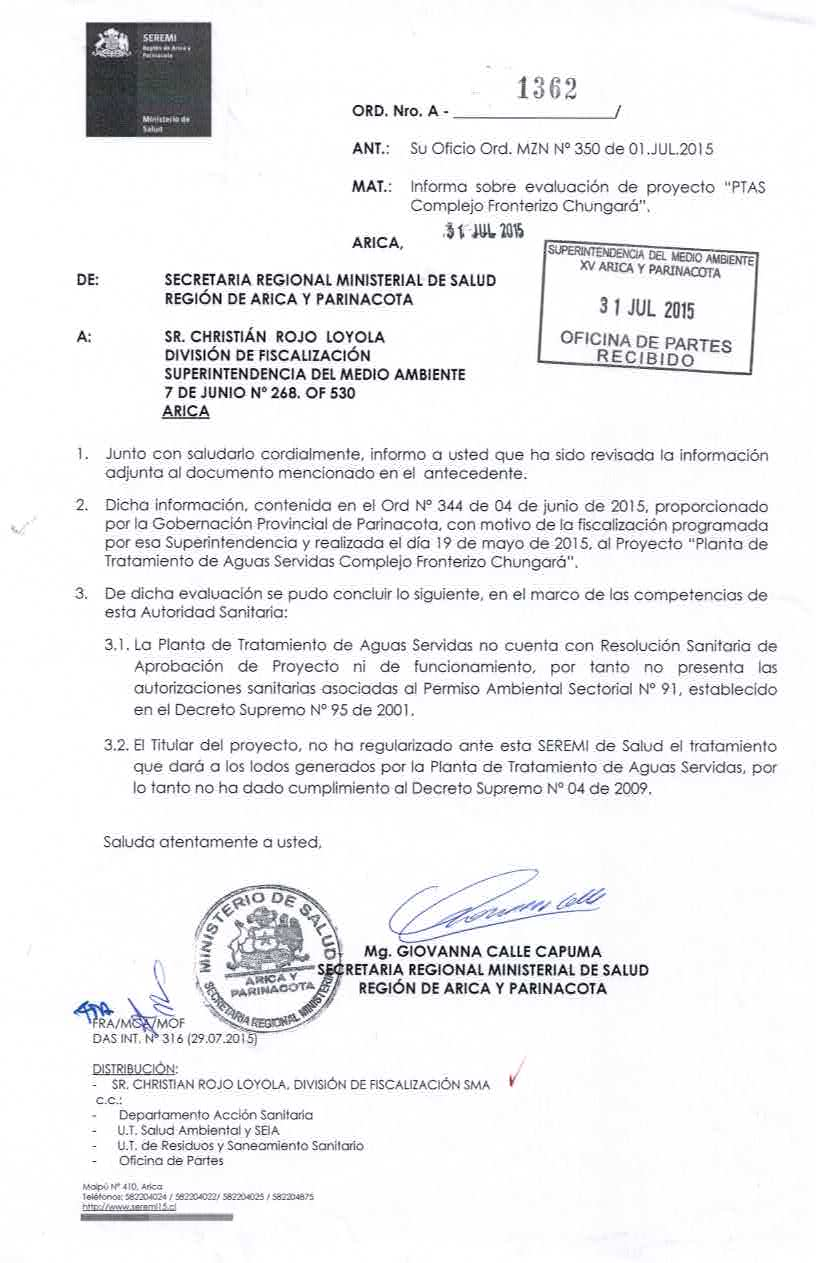 SEREMI
Región de Arica y
Parinacota
Ministerio de
Salud
1362
ORD. Nro. A - ________________/
ANT.: Su Oficio Ord. MZN Nº 350 de 01.JUL.2015
MAT.: Informa sobre evaluación de proyecto “PTAS
Complejo Fronterizo Chungará”.
31 JUL 2015
ARICA,
SUPERINTENDENCIA DEL MEDIO AMBIENTE
XV ARICA Y PARINACOTA
31 JUL 2015
OFICINA DE PARTES
RECIBIDO
DE: SECRETARIA REGIONAL MINISTERIAL DE SALUD
REGIÓN DE ARICA Y PARINACOTA
A: SR. CHRISTIÁN ROJO LOYOLA
DIVISIÓN DE FISCALIZACIÓN
SUPERINTENDENCIA DEL MEDIO AMBIENTE
7 DE JUNIO Nº 268. OF 530
ARICA
1. Junto con saludarlo cordialmente, informo a usted que ha sido revisada la información
adjunta al documento mencionado en el antecedente.
2. Dicha información, contenida en el Ord Nº 344 de 04 de junio de 2015, proporcionado
por la Gobernación Provincial de Parinacota, con motivo de la fiscalización programada
por esa Superintendencia y realizada el día 19 de mayo de 2015, al Proyecto “Planta de
Tratamiento de Aguas Servidas Complejo Fronterizo Chungará”.
3. De dicha evaluación se pudo concluir lo siguiente, en el marco de las competencias de
esta Autoridad Sanitaria:
3.1. La Planta de Tratamiento de Aguas Servidas no cuenta con Resolución Sanitaria de
Aprobación de Proyecto ni de funcionamiento, por tanto no presenta las
autorizaciones sanitarias asociadas al Permiso Ambiental Sectorial Nº 91, establecido
en el Decreto Supremo Nº 95 de 2001.
3.2. El Titular del proyecto, no ha regularizado ante esta SEREMI de Salud el tratamiento
que dará a los lodos generados por la Planta de Tratamiento de Aguas Servidas, por
lo tanto no ha dado cumplimiento al Decreto Supremo Nº 04 de 2009.
Saluda atentamente a usted,
MINISTERIO DE SALUD
ARICA Y
PARINACOTA
SECRETARIA REGIONAL MINISTERIAL
Mg. GIOVANNA CALLE CAPUMA
SECRETARIA REGIONAL MINISTERIAL DE SALUD
REGIÓN DE ARICA Y PARINACOTA
FRA/MCA/MOF
DAS INT. Nº 316 (29.07.2015)
DISTRIBUCIÓN:
- SR. CHRISTIAN ROJO LOYOLA, DIVISIÓN DE FISCALIZACIÓN SMA
c.c.:
- Departamento Acción Sanitaria
- U.T. Salud Ambiental y SEIA
- U.T. de Residuos y Saneamiento Sanitario
- Oficina de Partes
Maipú Nº 410, Arica
Teléfonos: 582204024 / 582204022/ 582204025 / 582204875
http://www.seremi15.cl